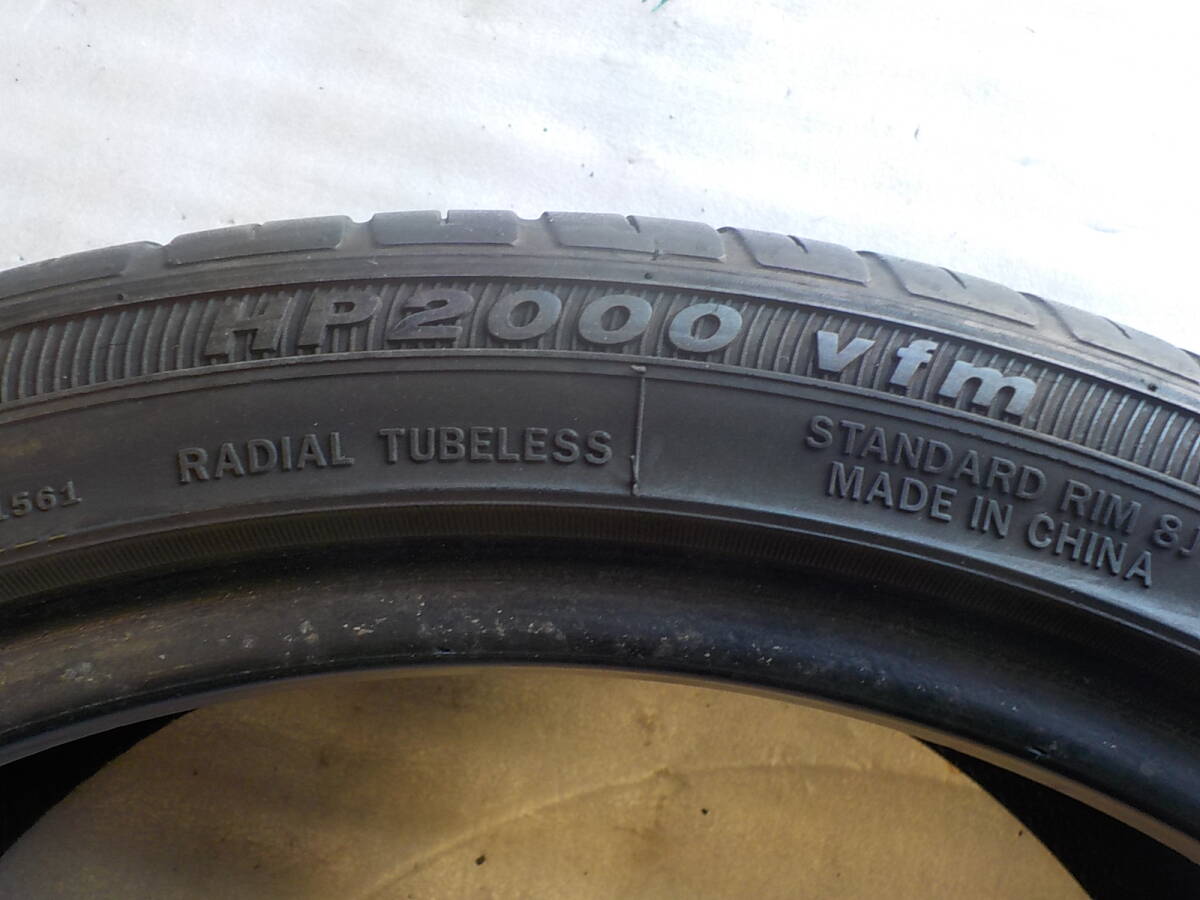 HP2000 vfm
RADIAL TUBELESS
STANDARD RIM 8J
MADE IN CHINA
1561